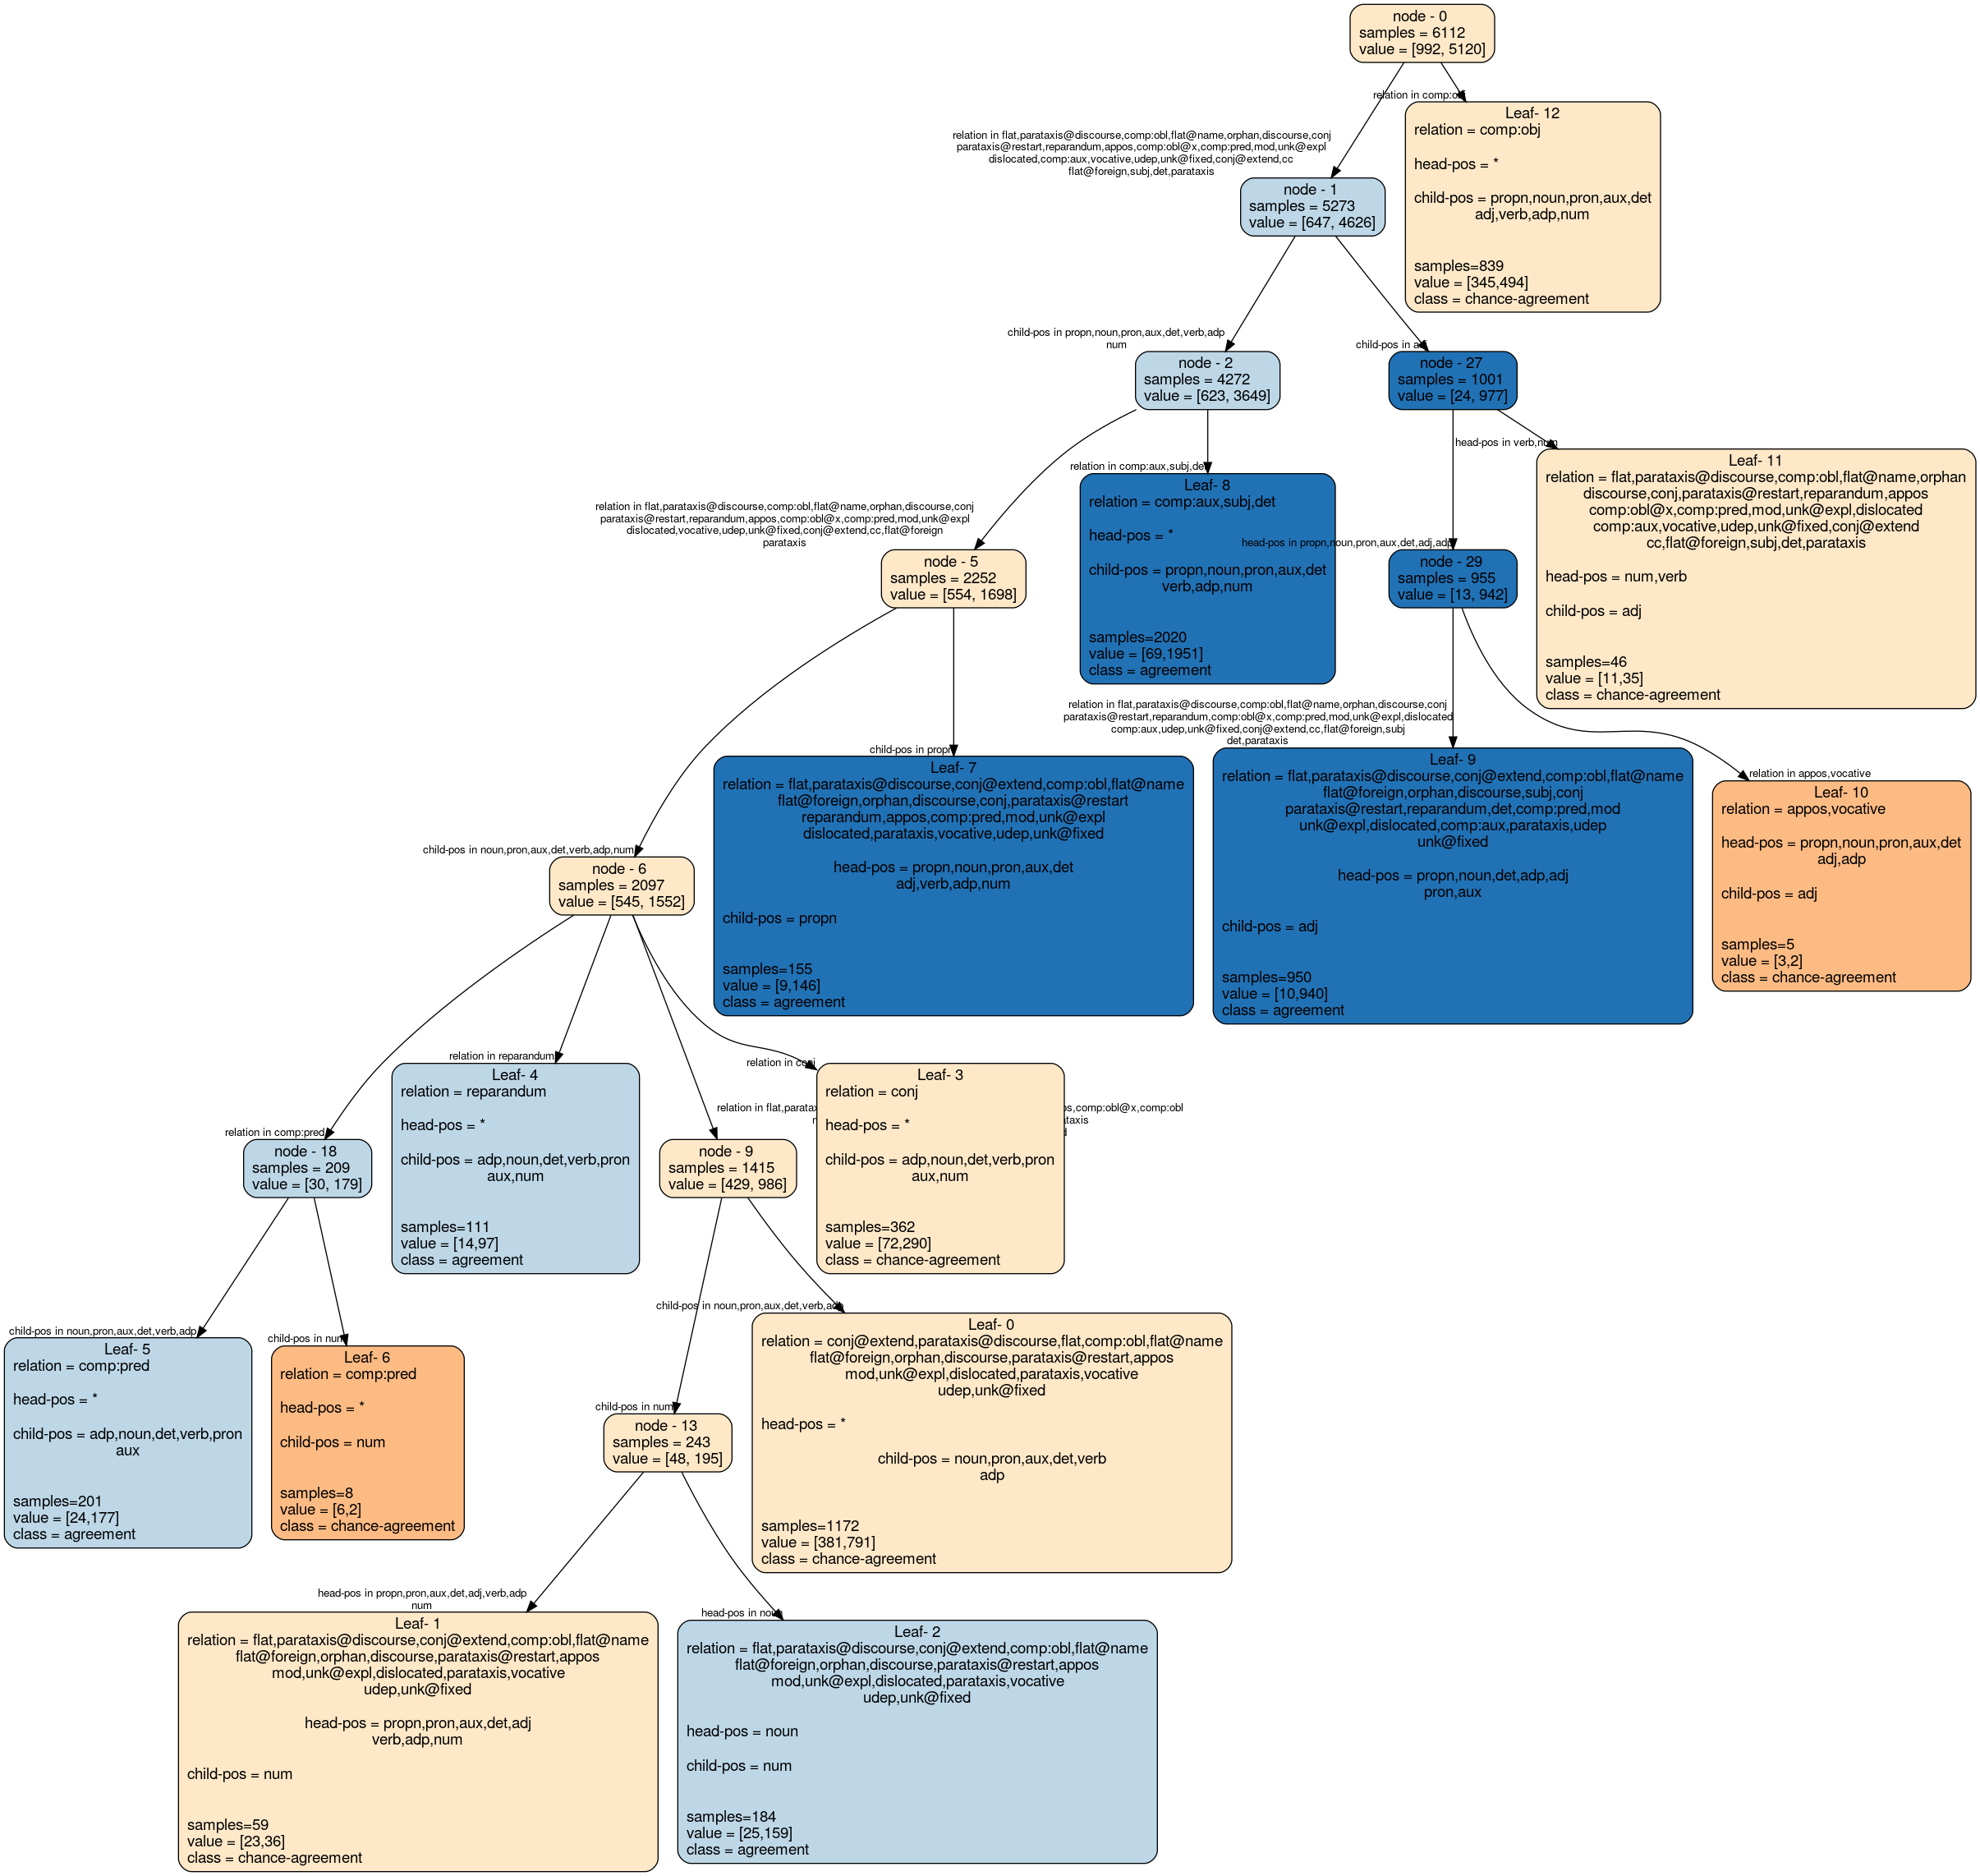 node - 0
samples = 6112
value = [992, 5120]
relation in comp:obj
Leaf- 12
relation = comp:obj
head-pos = *
child-pos = propn,noun,pron,aux,det
adj,verb,adp,num
samples=839
value = [345,494]
class = chance-agreement
relation in flat,parataxis@discourse,comp:obl,flat@name,orphan,discourse,conj
parataxis@restart,reparandum,appos,comp:obl@x,comp:pred,mod,unk@expl
dislocated,comp:aux,vocative,udep,unk@fixed,conj@extend,cc
flat@foreign,subj,det,parataxis
node - 1
samples = 5273
value = [647, 4626]
child-pos in propn,noun,pron,aux,det,verb,adp
num
node - 2
samples = 4272
value = [623, 3649]
child-pos in adj
node - 27
samples = 1001
value = [24, 977]
head-pos in verb,num
Leaf- 11
relation = flat,parataxis@discourse,comp:obl,flat@name,orphan
discourse,conj,parataxis@restart,reparandum,appos
comp:obl@x,comp:pred,mod,unk@expl,dislocated
comp:aux,vocative,udep,unk@fixed,conj@extend
cc,flat@foreign,subj,det,parataxis
head-pos = num,verb
child-pos = adj
samples=46
value = [11,35]
class = chance-agreement
relation in comp:aux,subj,det
Leaf- 8
relation = comp:aux,subj,det
head-pos = *
child-pos = propn,noun,pron,aux,det
verb,adp,num
samples=2020
value = [69,1951]
class = agreement
relation in flat,parataxis@discourse,comp:obl,flat@name,orphan,discourse,conj
parataxis@restart,reparandum,appos,comp:obl@x,comp:pred,mod,unk@expl
dislocated,vocative,udep,unk@fixed,conj@extend,cc,flat@foreign
parataxis
node - 5
samples = 2252
value = [554, 1698]
head-pos in propn,noun,pron,aux,det,adj,adp
node - 29
samples = 955
value = [13, 942]
relation in flat,parataxis@discourse,comp:obl,flat@name,orphan,discourse,conj
parataxis@restart,reparandum,comp:obl@x,comp:pred,mod,unk@expl,dislocated
comp:aux,udep,unk@fixed,conj@extend,cc,flat@foreign,subj
det,parataxis
child-pos in propn
Leaf- 7
relation = flat,parataxis@discourse,conj@extend,comp:obl,flat@name
flat@foreign,orphan,discourse,conj,parataxis@restart
reparandum,appos,comp:pred,mod,unk@expl
dislocated,parataxis,vocative,udep,unk@fixed
head-pos = propn,noun,pron,aux,det
adj,verb,adp,num
child-pos = propn
samples=155
value = [9,146]
class = agreement
Leaf- 9
relation = flat,parataxis@discourse,conj@extend,comp:obl,flat@name
flat@foreign,orphan,discourse,subj,conj
parataxis@restart,reparandum,det,comp:pred,mod
unk@expl,dislocated,comp:aux,parataxis,udep
unk@fixed
head-pos = propn,noun,det,adp,adj
pron,aux
child-pos = adj
samples=950
value = [10,940]
class = agreement
relation in appos,vocative
Leaf- 10
relation = appos,vocative
head-pos = propn,noun,pron,aux,det
adj,adp
child-pos = adj
samples=5
value = [3,2]
class = chance-agreement
child-pos in noun,pron,aux,det,verb,adp,num
node - 6
samples = 2097
value = [545, 1552]
relation in comp:pred
node - 18
samples = 209
value = [30, 179]
relation in reparandum
Leaf- 4
relation = reparandum
head-pos = *
child-pos = adp,noun,det,verb,pron
aux,num
samples=111
value = [14,97]
class = agreement
relation in flat,parata
comp:obl@x,comp:obl
node - 9
samples = 1415
value = [429, 986]
relation in conj
Leaf- 3
relation = conj
head-pos = *
child-pos = adp,noun,det,verb,pron
aux,num
samples=362
value = [72,290]
class = chance-agreement
child-pos in noun,pron,aux,det,verb,adp
Leaf- 5
relation = comp:pred
head-pos = *
child-pos = adp,noun,det,verb,pron
aux
samples=201
value = [24,177]
class = agreement
child-pos in num
Leaf- 6
relation = comp:pred
head-pos = *
child-pos = num
samples=8
value = [6,2]
class = chance-agreement
child-pos in num
node - 13
samples = 243
value = [48, 195]
child-pos in noun,pron,aux,det,verb,adp
Leaf- 0
relation = conj@extend,parataxis@discourse,flat,comp:obl,flat@name
flat@foreign,orphan,discourse,parataxis@restart,appos
mod,unk@expl,dislocated,parataxis,vocative
udep,unk@fixed
head-pos = *
child-pos = noun,pron,aux,det,verb
adp
samples=1172
value = [381,791]
class = chance-agreement
head-pos in propn,pron,aux,det,adj,verb,adp
num
Leaf- 1
relation = flat,parataxis@discourse,conj@extend,comp:obl,flat@name
flat@foreign,orphan,discourse,parataxis@restart,appos
mod,unk@expl,dislocated,parataxis,vocative
udep,unk@fixed
head-pos = propn,pron,aux,det,adj
verb,adp,num
child-pos = num
samples=59
value = [23,36]
class = chance-agreement
head-pos in noun
Leaf- 2
relation = flat,parataxis@discourse,conj@extend,comp:obl,flat@name
flat@foreign,orphan,discourse,parataxis@restart,appos
mod,unk@expl,dislocated,parataxis,vocative
udep,unk@fixed
head-pos = noun
child-pos = num
samples=184
value = [25,159]
class = agreement